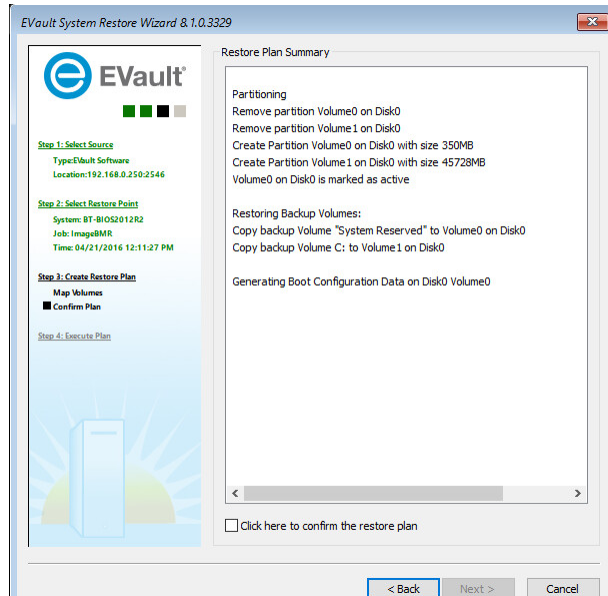 EVault System Restore Wizard 8.1.0.3329
EVault
Step 1: Select Source
Type:EVault Software
Location:192.168.0.250:2546
Step 2: Select Restore Point
System: BT-BIOS2012R2
Job: ImageBMR
Time: 04/21/2016 12:11:27 PM
Step 3: Create Restore Plan
Map Volumes
Confirm Plan
Step 4: Execute Plan
Restore Plan Summary
Partitioning
Remove partition Volume0 on Disk0
Remove partition Volume1 on Disk0
Create Partition Volume0 on Disk0 with size 350MB
Create Partition Volume1 on Disk0 with size 45728MB
Volume0 on Disk0 is marked as active
Restoring Backup Volumes:
Copy backup Volume "System Reserved" to Volume0 on Disk0
Copy backup Volume C: to Volume1 on Disk0
Generating Boot Configuration Data on Disk0 Volume0
Click here to confirm the restore plan
< Back
Next >
Cancel